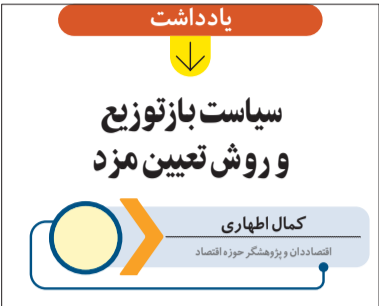 یادداشت
سیاست بازتوزیع
و روش تعیین مزد
کمال اطهاری
اقتصاددان و پژوهشگر حوزه اقتصاد